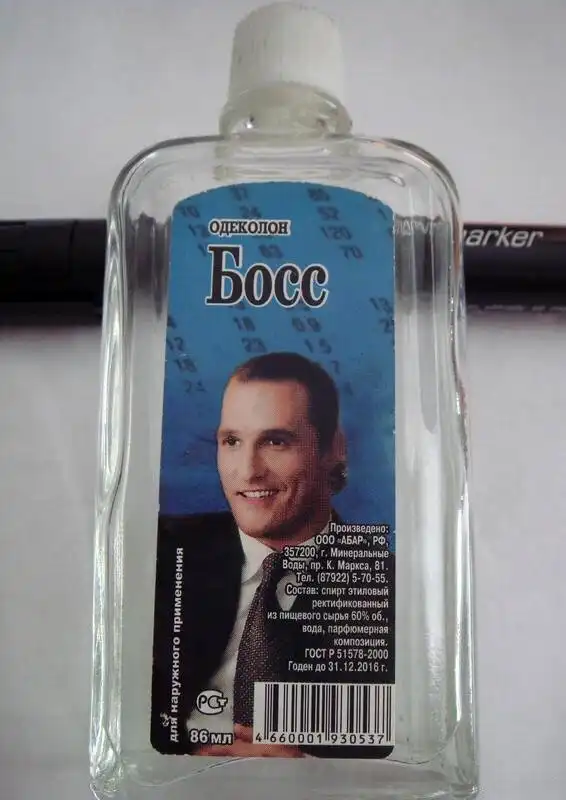 ОДЕКОЛОН
Босс
arker
Произведено:
ООО «АБАР», РФ,
357200, г. Минеральные
Воды, пр. К. Маркса, 81.
Тел. (87922) 5-70-55.
Состав: спирт этиловый
ректификованный
из пищевого сырья 60% об.,
вода, парфюмерная
композиция.
ГОСТ Р 51578-2000
Годен до 31.12.2016 г.
для наружного применения
РСТ
86 мл
4 660001 930537